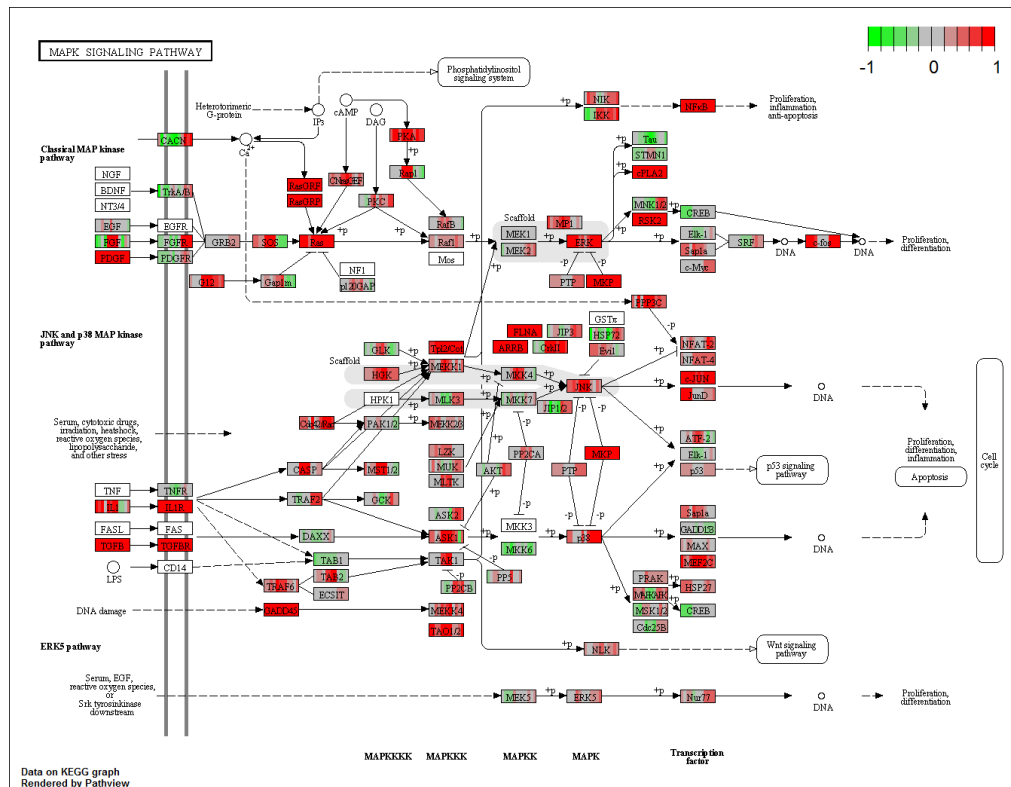 MAPK SIGNALING PATHWAY
-1 0 1
Phosphatidylinositol
signaling system
Heterotorimeric
G-protein
IP3
cAMP
DAG
Ca2+
Classical MAP kinase
pathway
CACN
PKA
+p
Rap1
NGF
BDNF
NT3/4
TrkA/B
RasGRF
RasGRP
CNrasGEF
PKC
EGF
EGFR
FGF
FGFR
PDGF
PDGFR
GRB2
SOS
Ras
+p
RafB
Raf1
Mos
+p
G12
Gap1m
NF1
p120GAP
Scaffold
MEK1
MEK2
MP1
+p
ERK
+p
PTP
MKP
-p
-p
+p
NIK
IKK
NFκB
Proliferation,
inflammation
anti-apoptosis
Tau
STMN1
cPLA2
+p
MNK1/2
RSK2
+p
CREB
Elk-1
Sap1a
c-Myc
SRF
DNA
c-fos
DNA
Proliferation,
differentiation
JNK and p38 MAP kinase
pathway
PPP3C
-p
GSTπ
FLNA
JIP3
HSP72
ARRB
CrkII
Evi1
NFAT-2
NFAT-4
Scaffold
GLK
HGK
+p
+p
Tpl2/Cot
MEKK1
+p
+p
MKK4
+p
JNK
+p
c-JUN
JunD
DNA
HPK1
MLK3
+p
MKK7
+p
JIP1/2
-p
-p
Serum, cytotoxic drugs,
irradiation, heatshock,
reactive oxygen species,
lipopolysaccharide,
and other stress
Cdc42/Rac
PAK1/2
MEKK2/3
+p
+p
Proliferation,
differentiation,
inflammation
ATF-2
Elk-1
p53
p53 signaling
pathway
Apoptosis
Cell
cycle
LZK
MUK
MLTK
CASP
MST1/2
PP2CA
AKT
+p
PTP
MKP
TNF
TNFR
IL1
IL1R
TRAF2
GCK
-p
-p
-p
FASL
FAS
DAXX
ASK2
ASK1
+p
MKK3
MKK6
+p
p38
+p
Sap1a
GADD153
MAX
MEF2C
DNA
TGFB
TGFBR
LPS
CD14
TAB1
TAB2
ECSIT
TRAF6
TAK1
-p
-p
PP2CB
PP5
PRAK
MAPKAPK
MSK1/2
Cdc25B
+p
HSP27
+p
CREB
+p
DNA damage
GADD45
MEKK4
TAO1/2
ERK5 pathway
+p
NLK
Wnt signaling
pathway
Serum, EGF,
reactive oxygen species,
or
Srk tyrosinkinase
downstream
MEK5
+p
ERK5
+p
Nur77
DNA
Proliferation,
differentiation
MAPKKKK
MAPKKK
MAPKK
MAPK
Transcription
factor
Data on KEGG graph
Rendered by Pathview